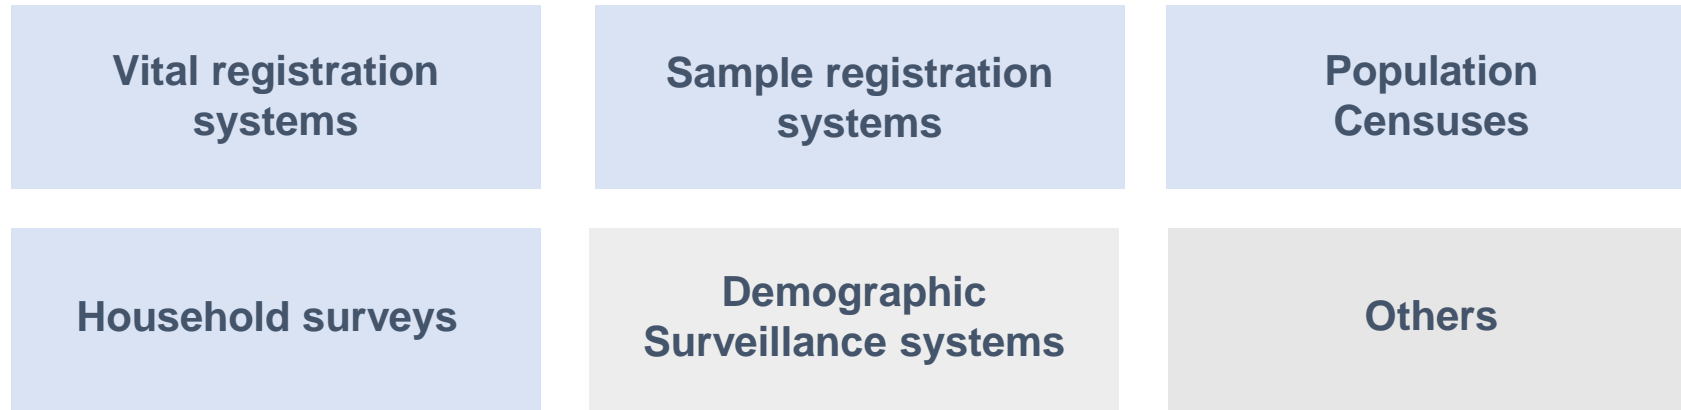 Vital registration
systems
Sample registration
systems
Population
Censuses
Household surveys
Demographic
Surveillance systems
Others